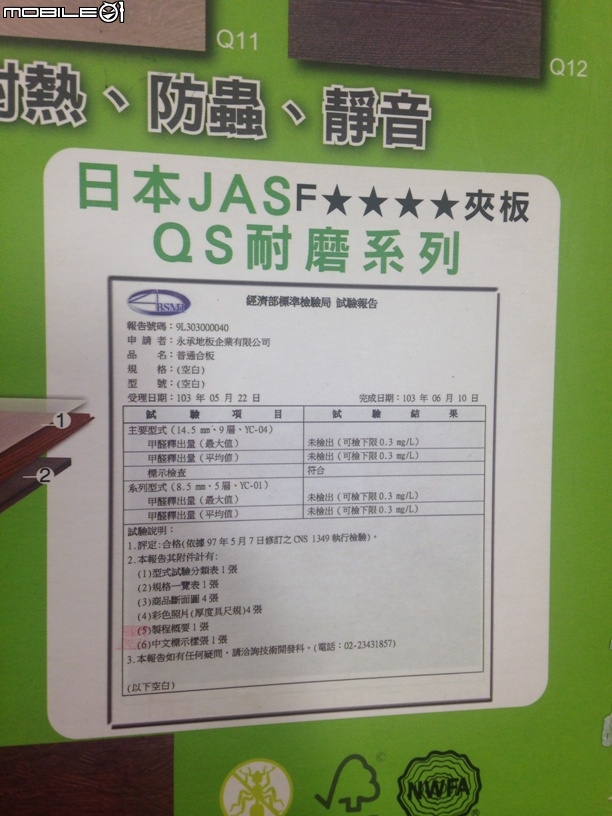 MOBILE01
Q11
Q12
耐熱、防蟲、靜音
日本JAS F★★★★夾板
QS耐磨系列
BSMI
經濟部標準檢驗局 試驗報告
報告號碼：9L303000040
申 請 者：永承地板企業有限公司
品　　名：普通合板
規　　格：(空白)
型　　號：(空白)
受理日期：103 年 05 月 22 日　完成日期：103 年 06 月 10 日
試 驗 項 目　試 驗 結 果
主要型式 (14.5 mm、9 層、YC-04)
甲醛釋出量 (最大值)　未檢出 (可檢下限 0.3 mg/L)
甲醛釋出量 (平均值)　未檢出 (可檢下限 0.3 mg/L)
標示檢查　符合
系列型式 (8.5 mm、5 層、YC-01)
甲醛釋出量 (最大值)　未檢出 (可檢下限 0.3 mg/L)
甲醛釋出量 (平均值)　未檢出 (可檢下限 0.3 mg/L)
試驗說明：
1.評定:合格(依據 97 年 5 月 7 日修訂之 CNS 1349 執行檢驗)。
2.本報告其附件計有:
(1)型式試驗分類表 1 張
(2)規格一覽表 1 張
(3)商品斷面圖 4 張
(4)彩色照片(厚度具尺規)4 張
(5)製程概要 1 張
(6)中文標示樣張 1 張
3.本報告如有任何疑問，請洽詢技術開發科。(電話：02-23431857)
(以下空白)
1
2
NWFA